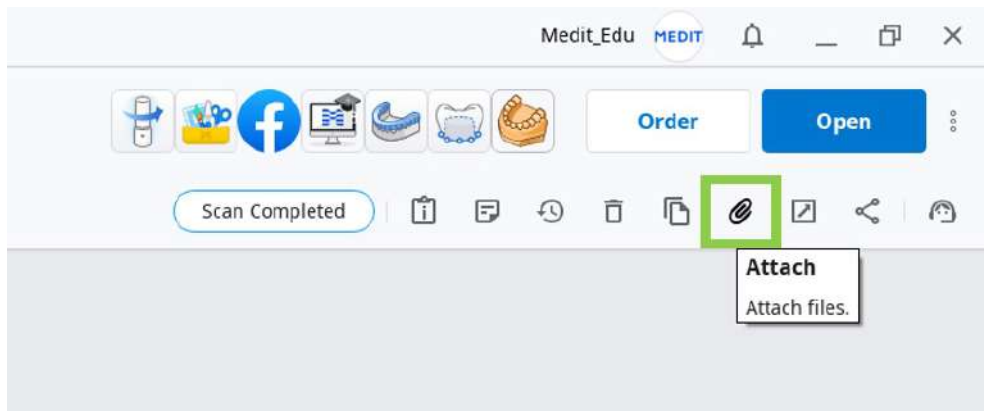 Medit_Edu MEDIT
Order Open
Scan Completed
Attach
Attach files.